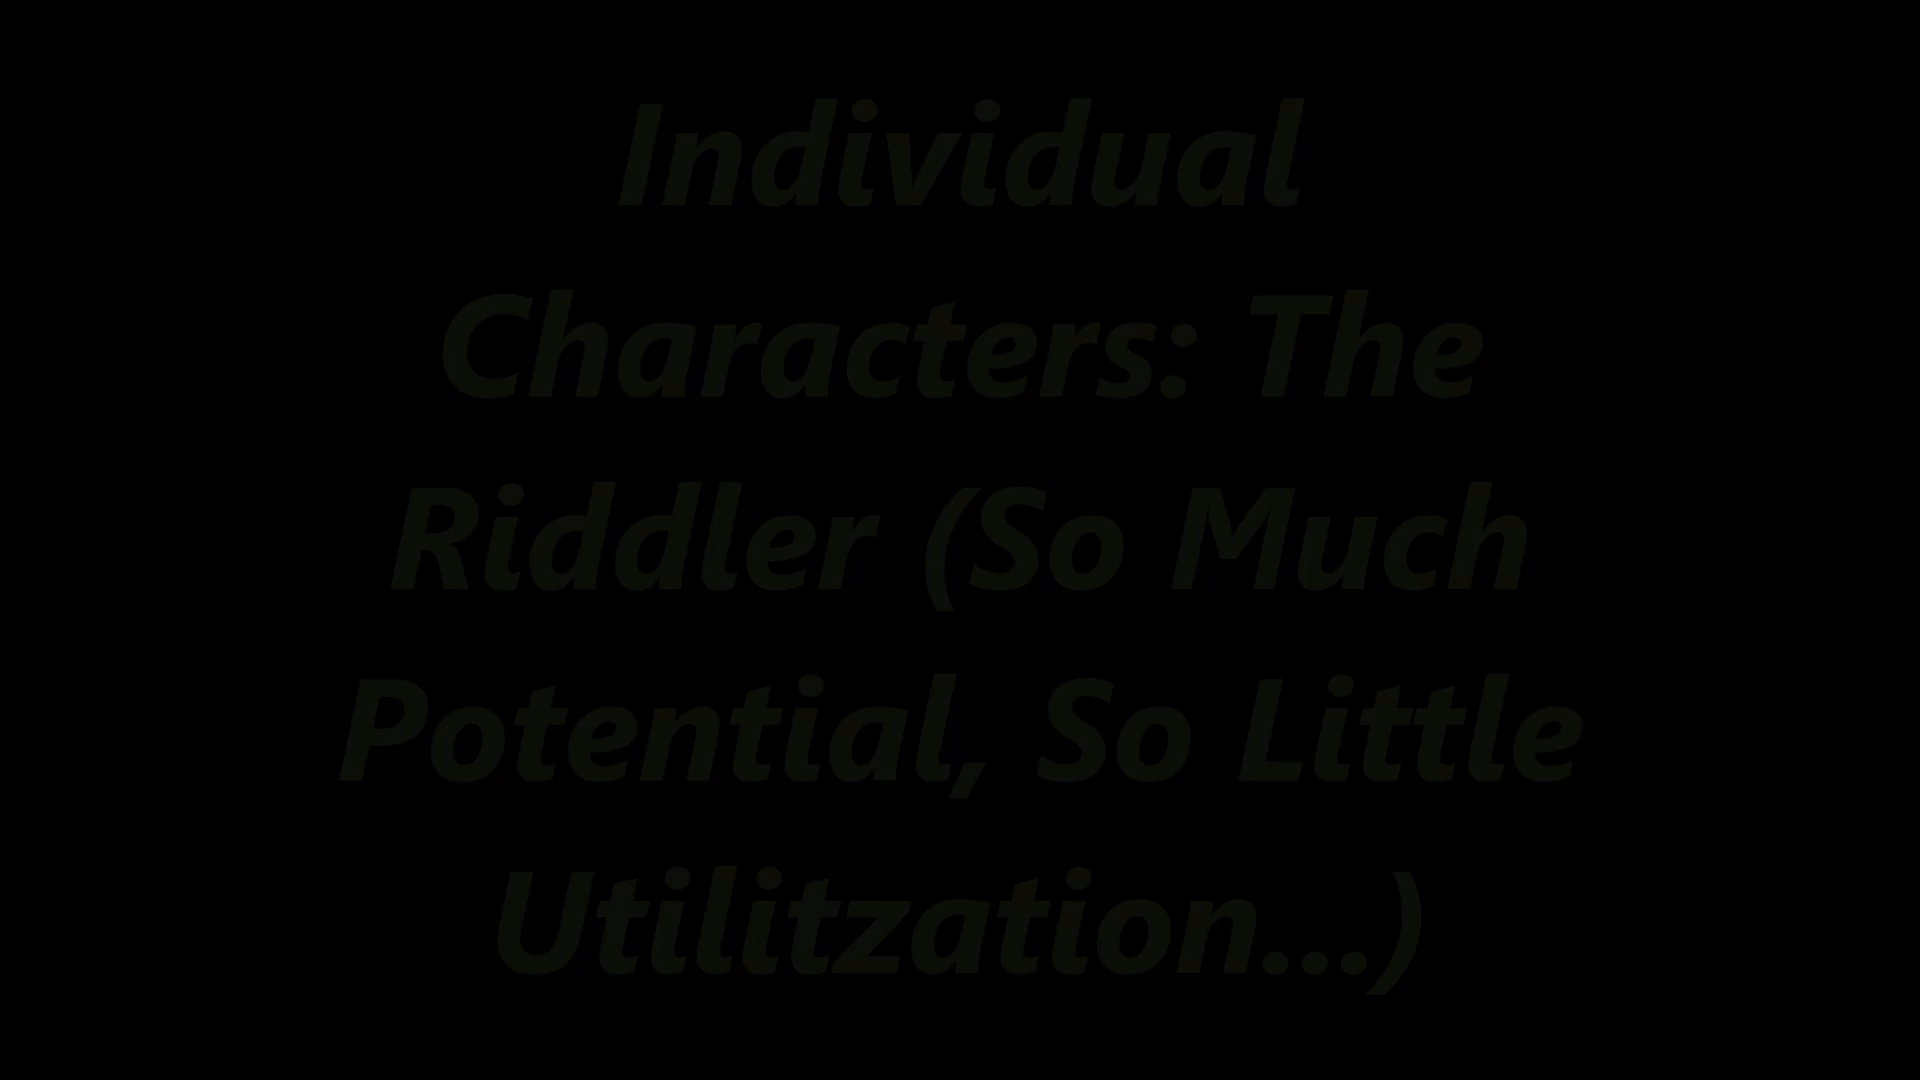 Individual
Characters: The
Riddler (So Much
Potential, So Little
Utilitzation...)